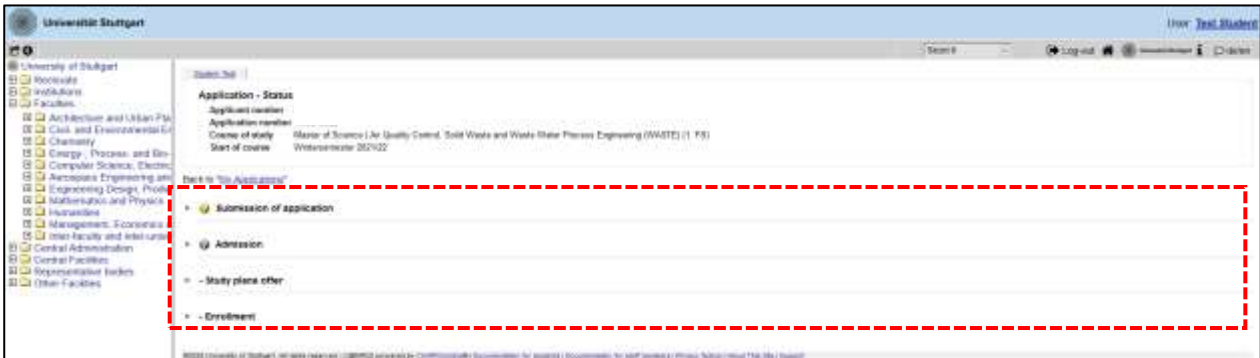 Universität Stuttgart
User: Test Student
Search
Log-out
University of Stuttgart
Rectorate
Institutions
Faculties
Architecture and Urban Pla
Civil- and Environmental E
Chemistry
Energy-, Process- and Bio-
Computer Science, Electric
Aerospace Engineering and
Engineering Design, Produ
Mathematics and Physics
Humanities
Management, Economics
Inter-faculty and inter-unive
Central Administration
Central Facilities
Representative bodies
Other Facilities
Application - Status
Applicant number
Application number
Course of study Master of Science | Air Quality Control, Solid Waste and Waste Water Process Engineering (WASTE) (1. FS)
Start of course Wintersemester 2021/22
Back to "My Applications"
Submission of application
Admission
- Study place offer
- Enrollment